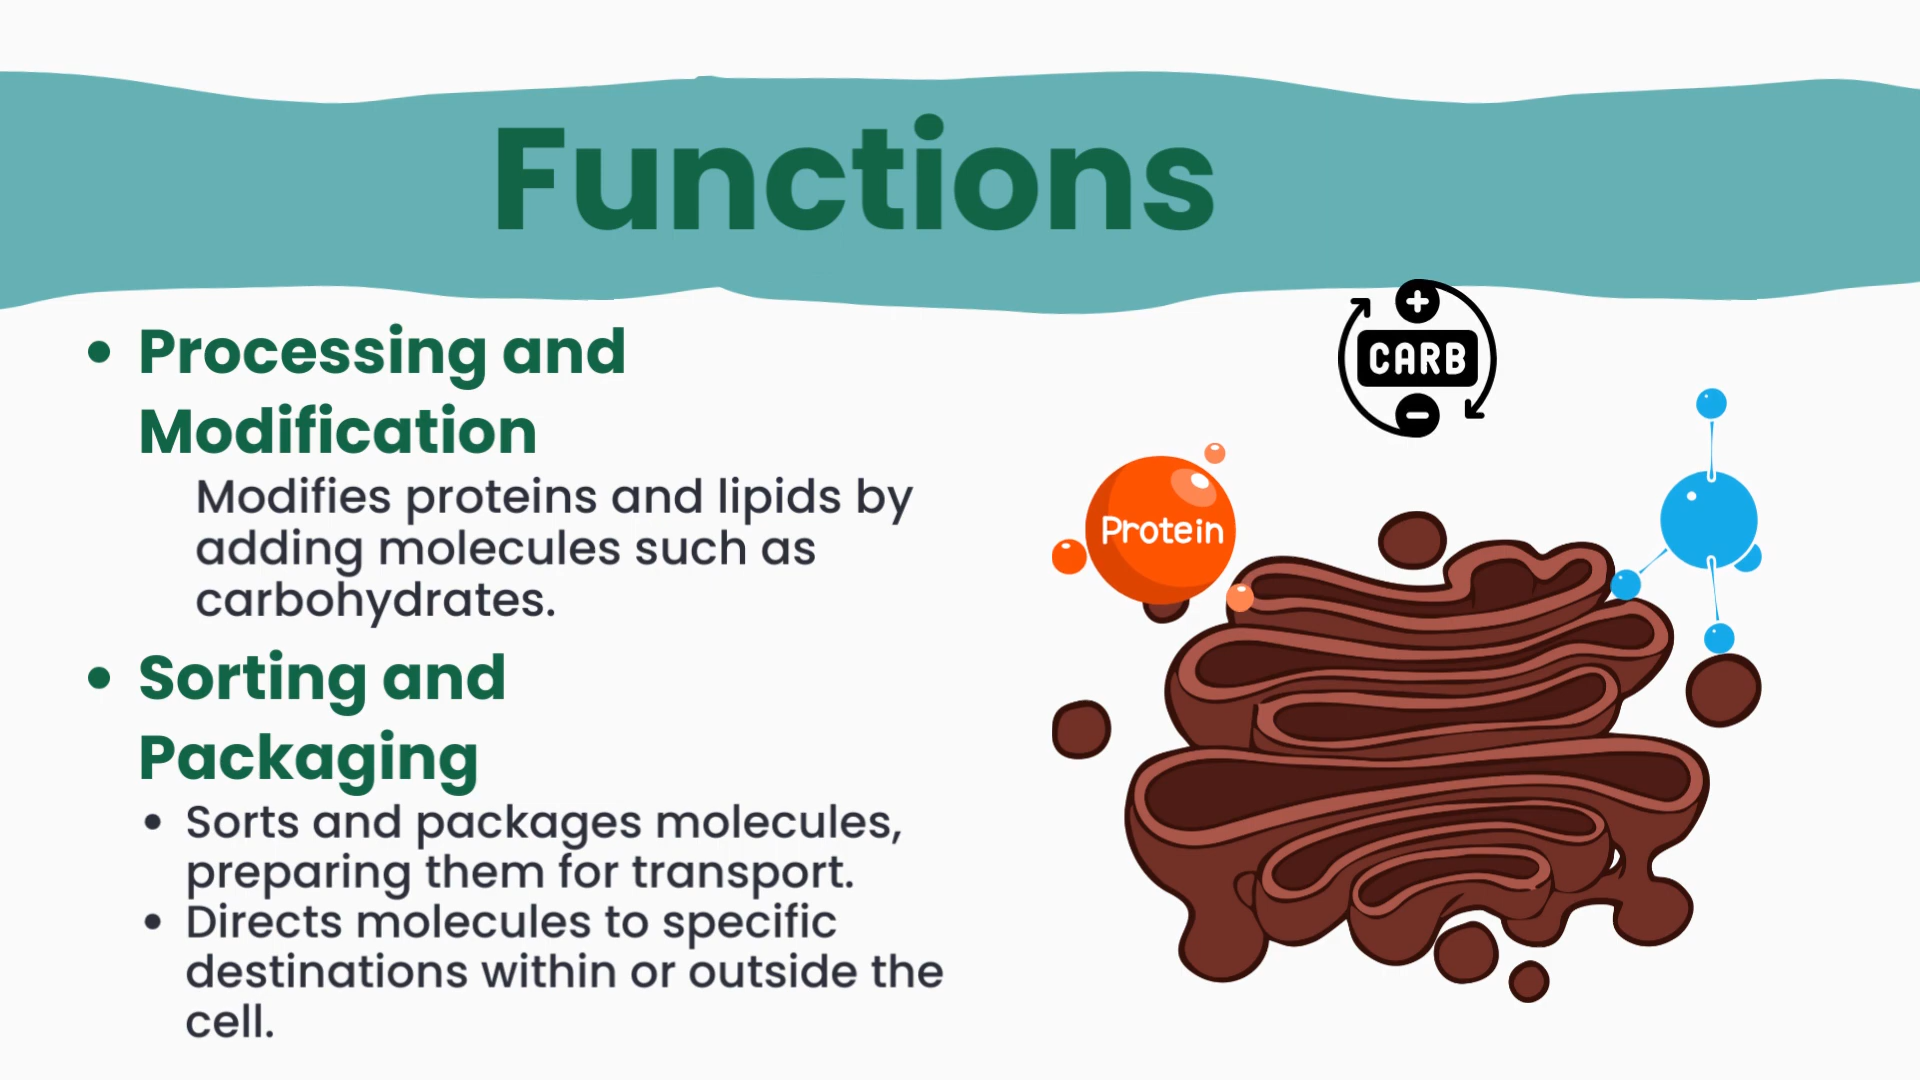 Functions
• Processing and
Modification
Modifies proteins and lipids by
adding molecules such as
carbohydrates.
• Sorting and
Packaging
• Sorts and packages molecules,
preparing them for transport.
• Directs molecules to specific
destinations within or outside the
cell.
+
CARB
-
Protein